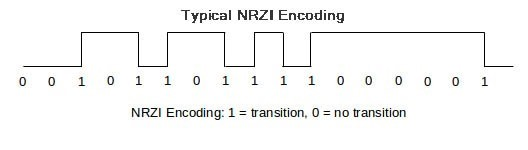 Typical NRZI Encoding
0 0 1 0 1 1 0 1 1 1 1 0 0 0 0 0 1
NRZI Encoding: 1 = transition, 0 = no transition